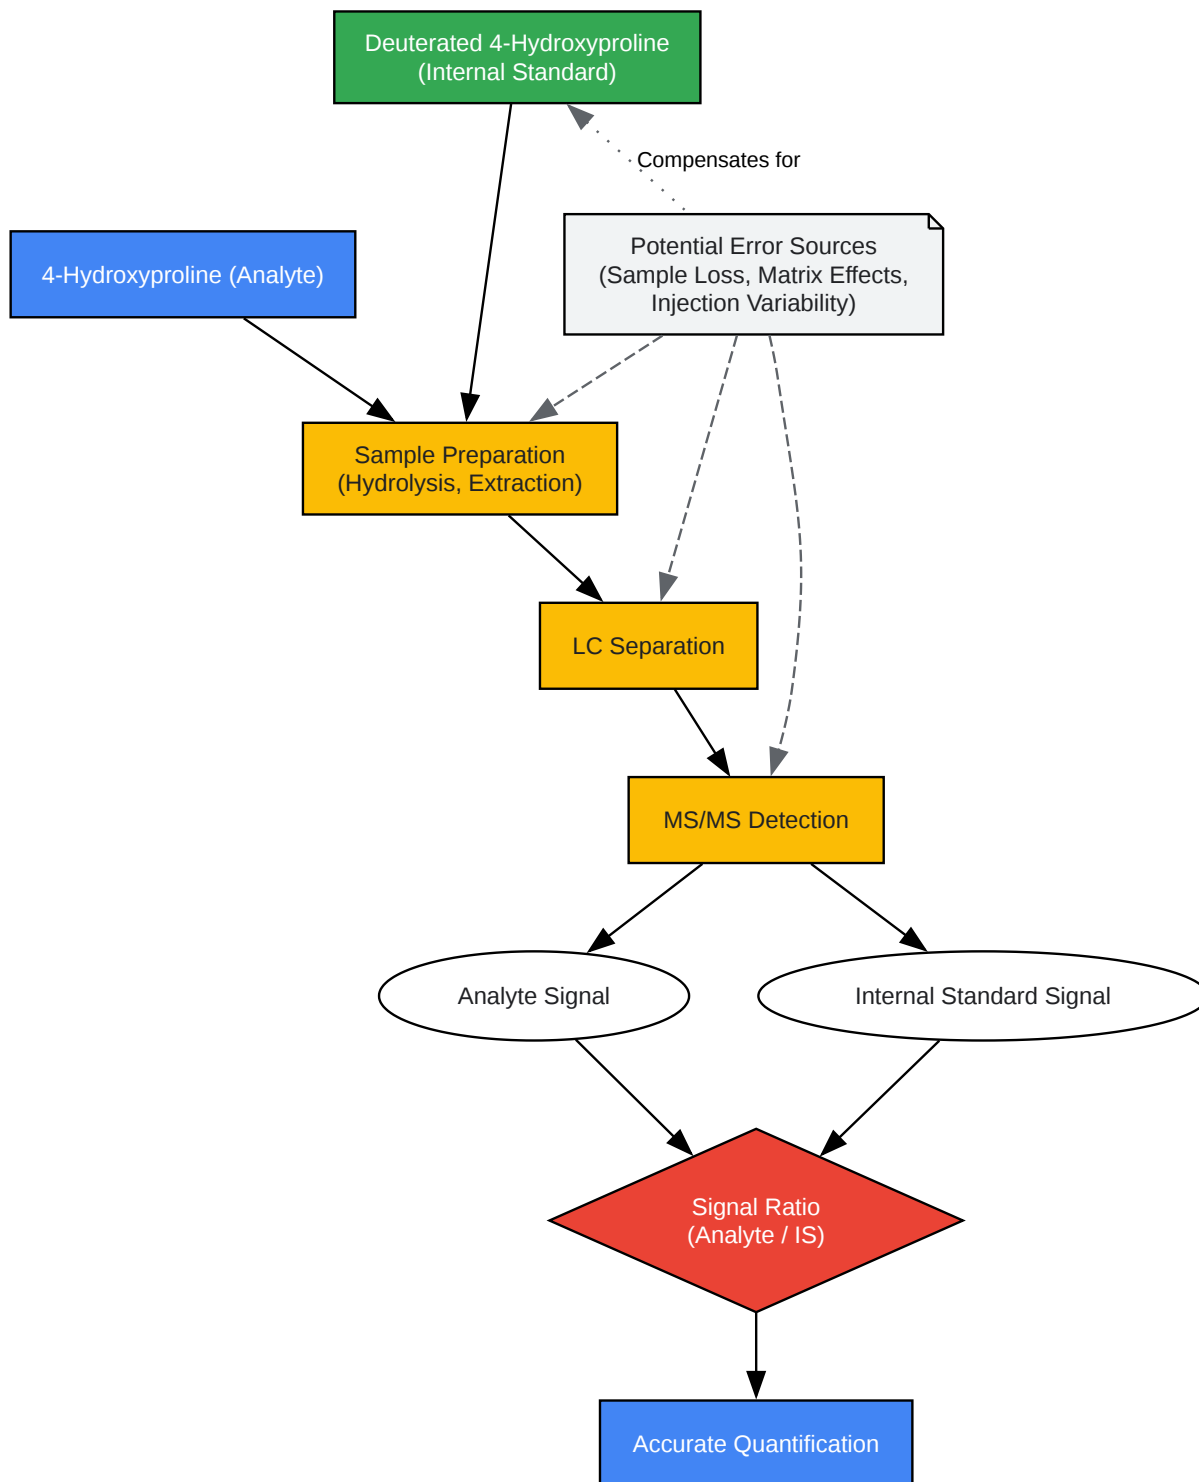 Deuterated 4-Hydroxyproline
(Internal Standard)
Compensates for
4-Hydroxyproline (Analyte)
Potential Error Sources
(Sample Loss, Matrix Effects,
Injection Variability)
Sample Preparation
(Hydrolysis, Extraction)
LC Separation
MS/MS Detection
Analyte Signal
Internal Standard Signal
Signal Ratio
(Analyte / IS)
Accurate Quantification